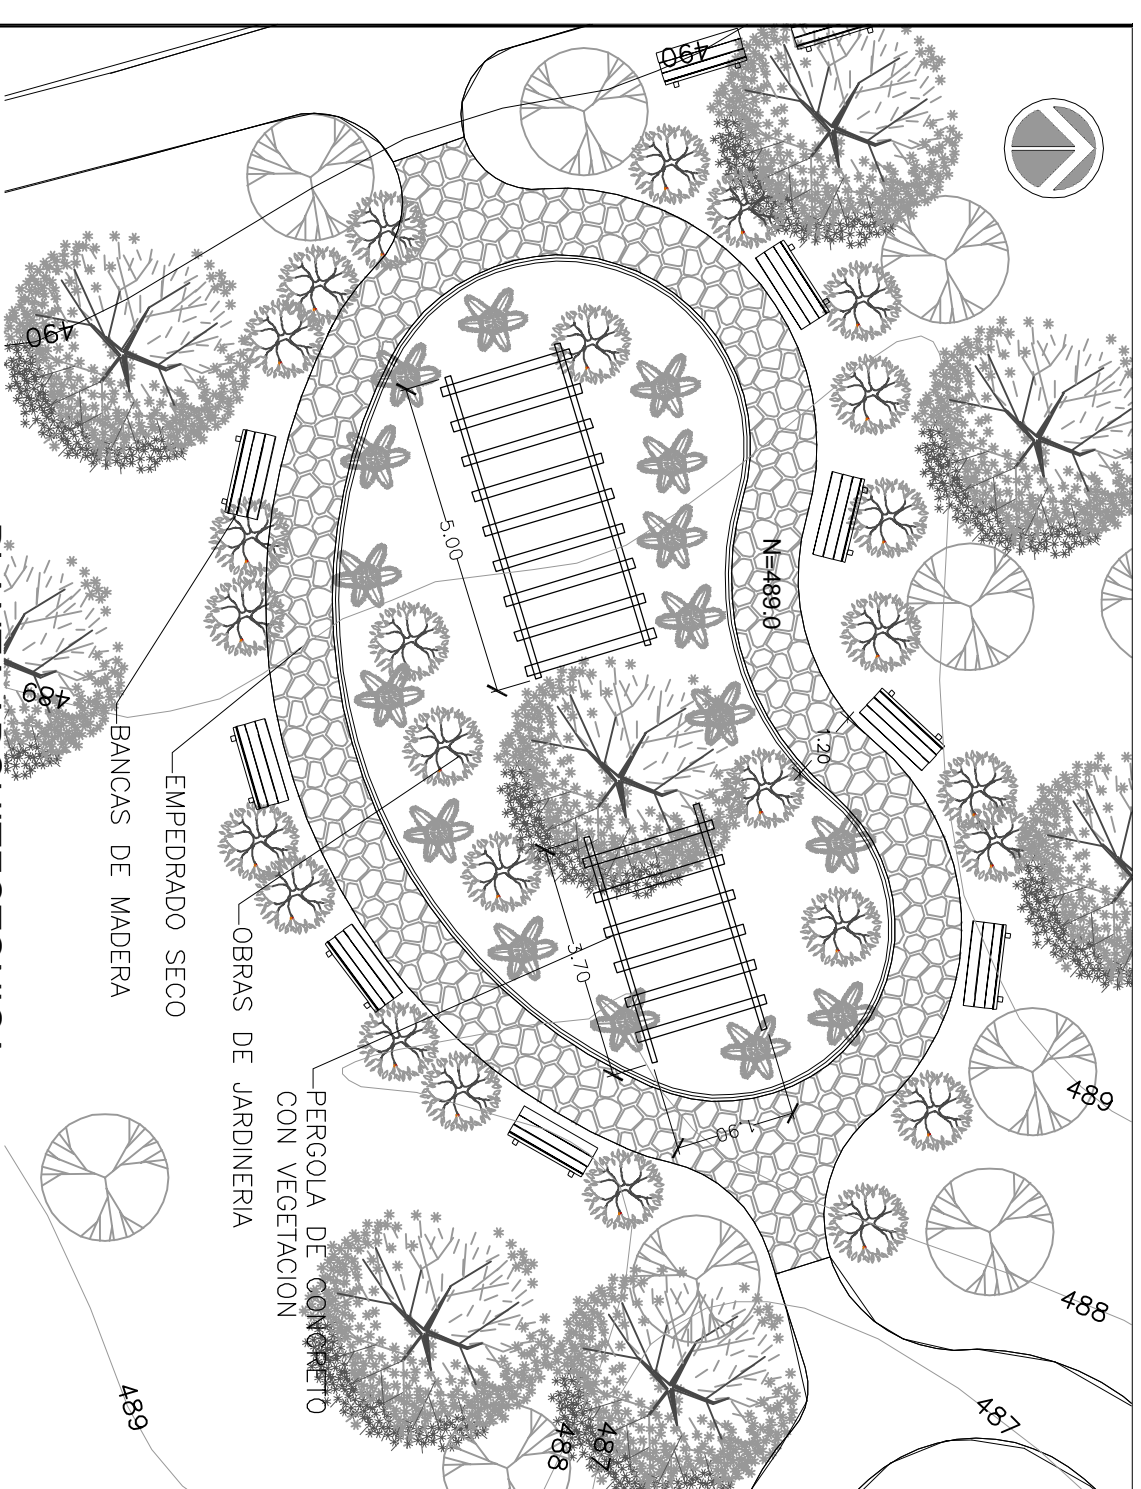 490
490
N=489.0
5.00
489
1.20
BANCAS DE MADERA
EMPEDRADO SECO
OBRAS DE JARDINERIA
3.70
PERGOLA DE CONCRETO
CON VEGETACION
1.90
489
488
487
489
488
487